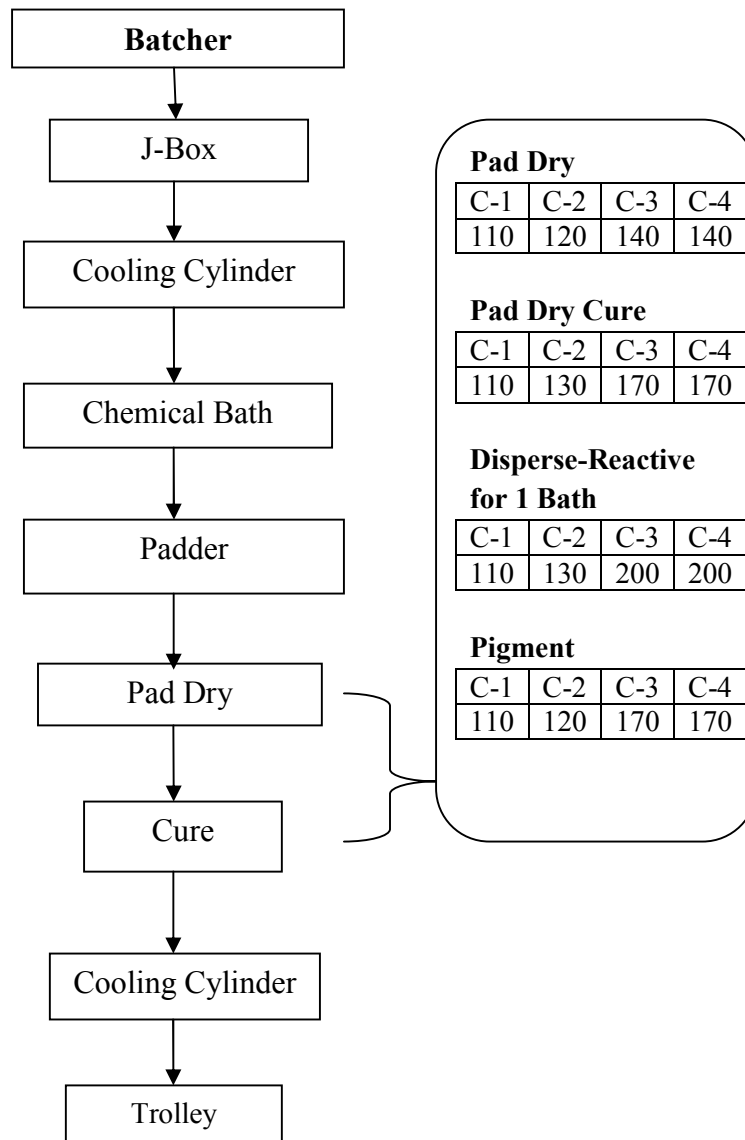 Batcher
J-Box
Cooling Cylinder
Chemical Bath
Padder
Pad Dry
Cure
Cooling Cylinder
Trolley
Pad Dry
C-1 C-2 C-3 C-4
110 120 140 140
Pad Dry Cure
C-1 C-2 C-3 C-4
110 130 170 170
Disperse-Reactive
for 1 Bath
C-1 C-2 C-3 C-4
110 130 200 200
Pigment
C-1 C-2 C-3 C-4
110 120 170 170